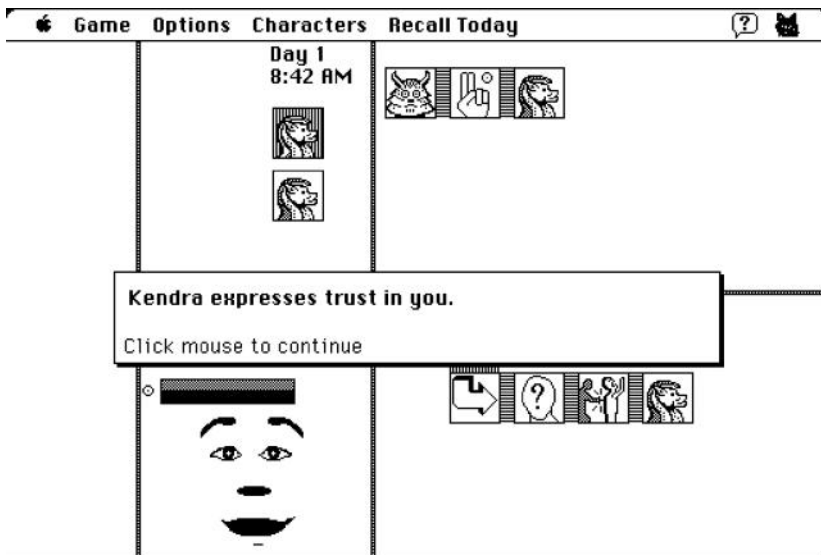 Game Options Characters Recall Today
Day 1
8:42 AM
Kendra expresses trust in you.
Click mouse to continue
?
?